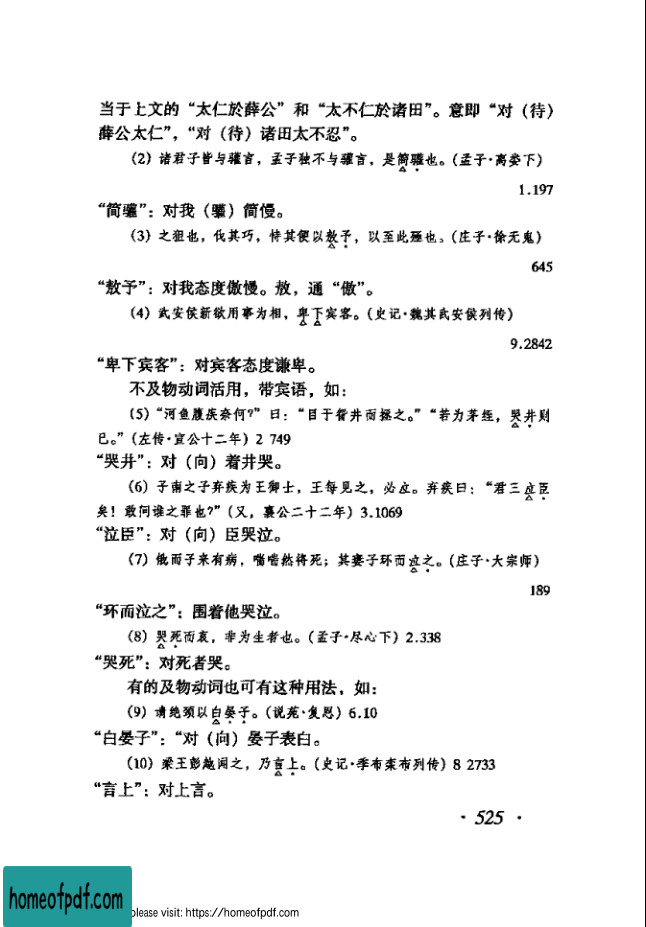 当于上文的“太仁於薛公”和“太不仁於诸田”。意即“对（待）
薛公太仁”，“对（待）诸田太不忍”。
（2）诸君子皆与驩言，孟子独不与驩言，是简驩也。（孟子·离娄下）
1.197
“简驩”：对我（驩）简慢。
（3）之狙也，伐其巧，恃其便以敖予，以至此殛也。（庄子·徐无鬼）
645
“敖予”：对我态度傲慢。敖，通“傲”。
（4）武安侯新欲用事为相，卑下宾客。（史记·魏其武安侯列传）
9.2842
“卑下宾客”：对宾客态度谦卑。
不及物动词活用，带宾语，如：
（5）“河鱼腹疾奈何？”曰：“目于眢井而拯之。”“若为茅绖，哭井则
已。”（左传·宣公十二年）2 749
“哭井”：对（向）着井哭。
（6）子南之子弃疾为王御士，王每见之，必泣。弃疾曰：“君三泣臣
矣！敢问谁之罪也？”（又，襄公二十二年）3.1069
“泣臣”：对（向）臣哭泣。
（7）俄而子来有病，喘喘然将死；其妻子环而泣之。（庄子·大宗师）
189
“环而泣之”：围着他哭泣。
（8）哭死而哀，非为生者也。（孟子·尽心下）2.338
“哭死”：对死者哭。
有的及物动词也可有这种用法，如：
（9）请绝颈以白晏子。（说苑·复恩）6.10
“白晏子”：“对（向）晏子表白。
（10）梁王彭越闻之，乃言上。（史记·季布栾布列传）8 2733
“言上”：对上言。
· 525 ·
homeofpdf.com
please visit: https://homeofpdf.com